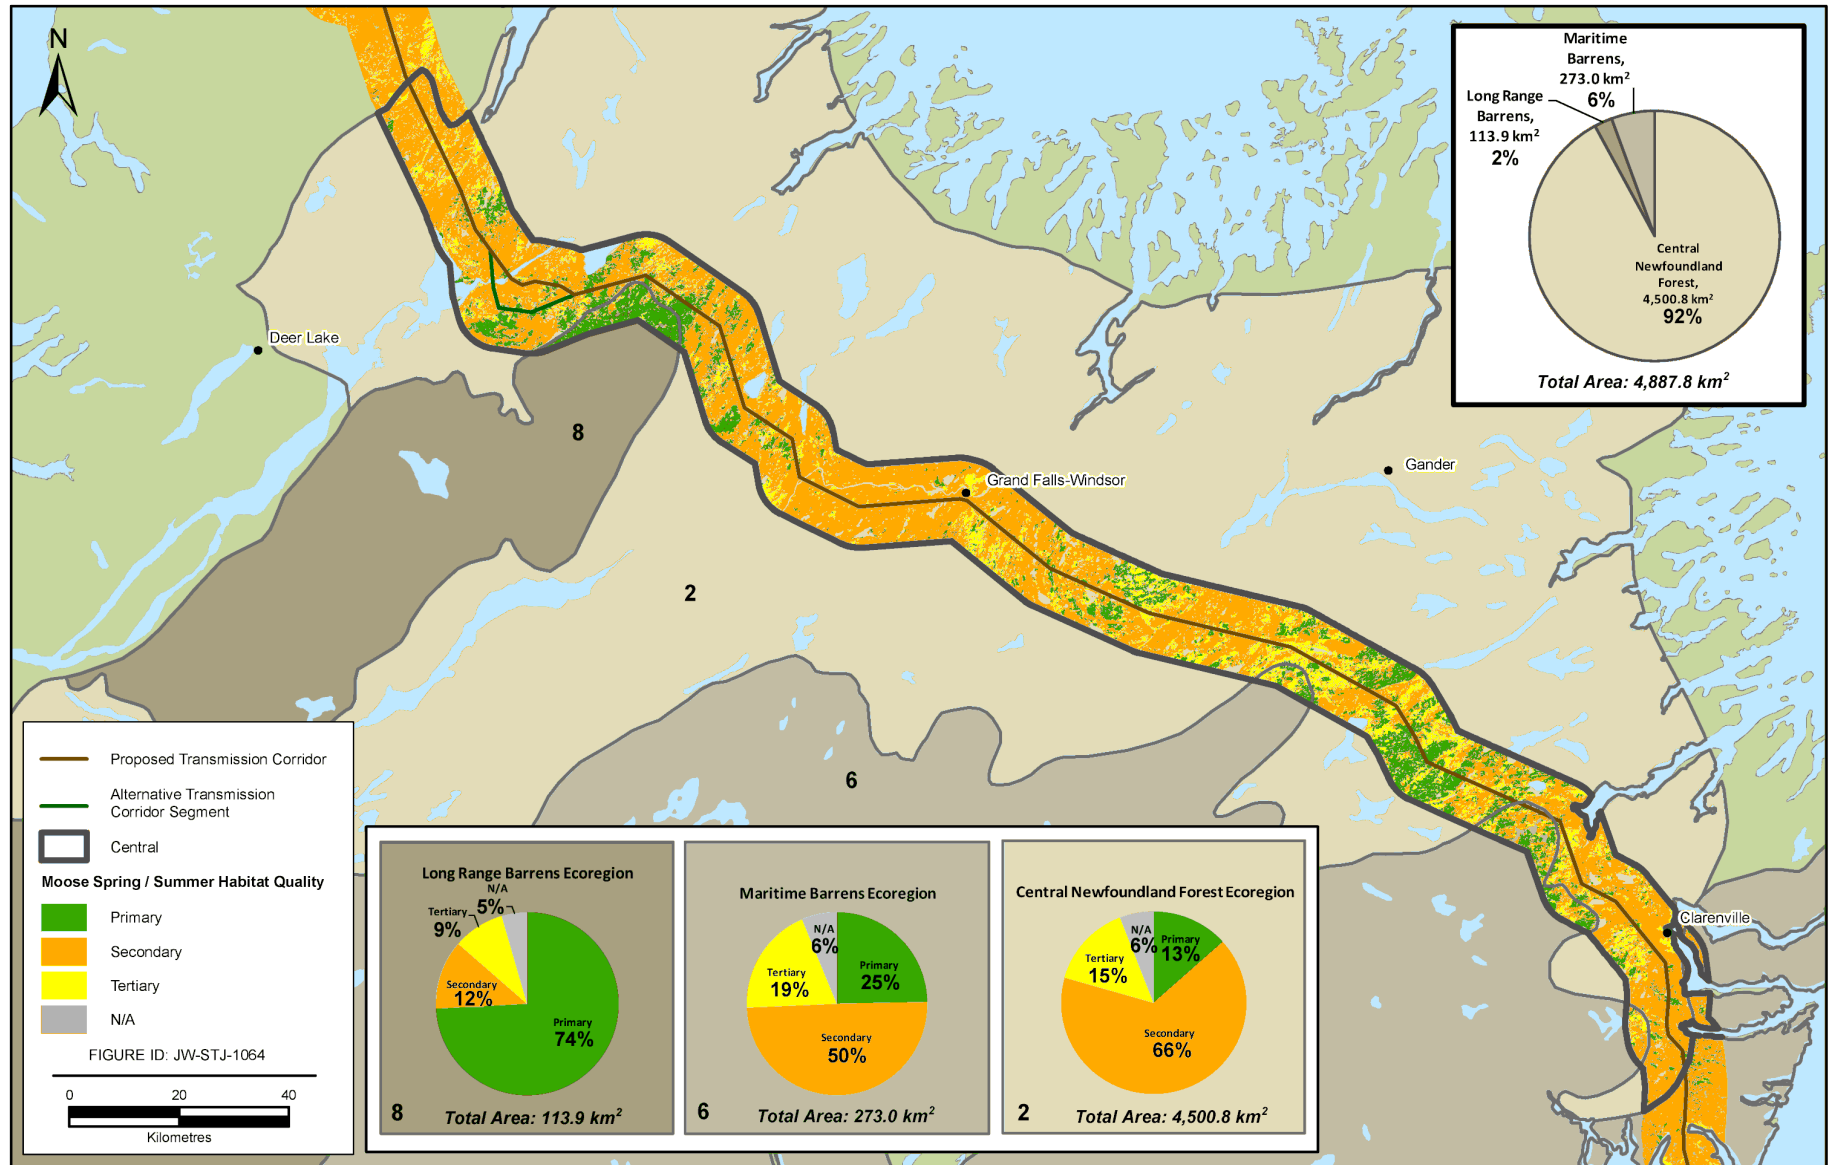 N
Maritime
Barrens,
273.0 km²
6%
Long Range
Barrens,
113.9 km²
2%
Central
Newfoundland
Forest,
4,500.8 km²
92%
Total Area: 4,887.8 km²
Deer Lake
8
Gander
Grand Falls-Windsor
2
6
Clarenville
Proposed Transmission Corridor
Alternative Transmission
Corridor Segment
Central
Moose Spring / Summer Habitat Quality
Primary
Secondary
Tertiary
N/A
FIGURE ID: JW-STJ-1064
0 20 40
Kilometres
Long Range Barrens Ecoregion
N/A
5%
Tertiary
9%
Secondary
12%
Primary
74%
8
Total Area: 113.9 km²
Maritime Barrens Ecoregion
N/A
6%
Primary
25%
Tertiary
19%
Secondary
50%
6
Total Area: 273.0 km²
Central Newfoundland Forest Ecoregion
N/A
6%
Primary
13%
Tertiary
15%
Secondary
66%
2
Total Area: 4,500.8 km²